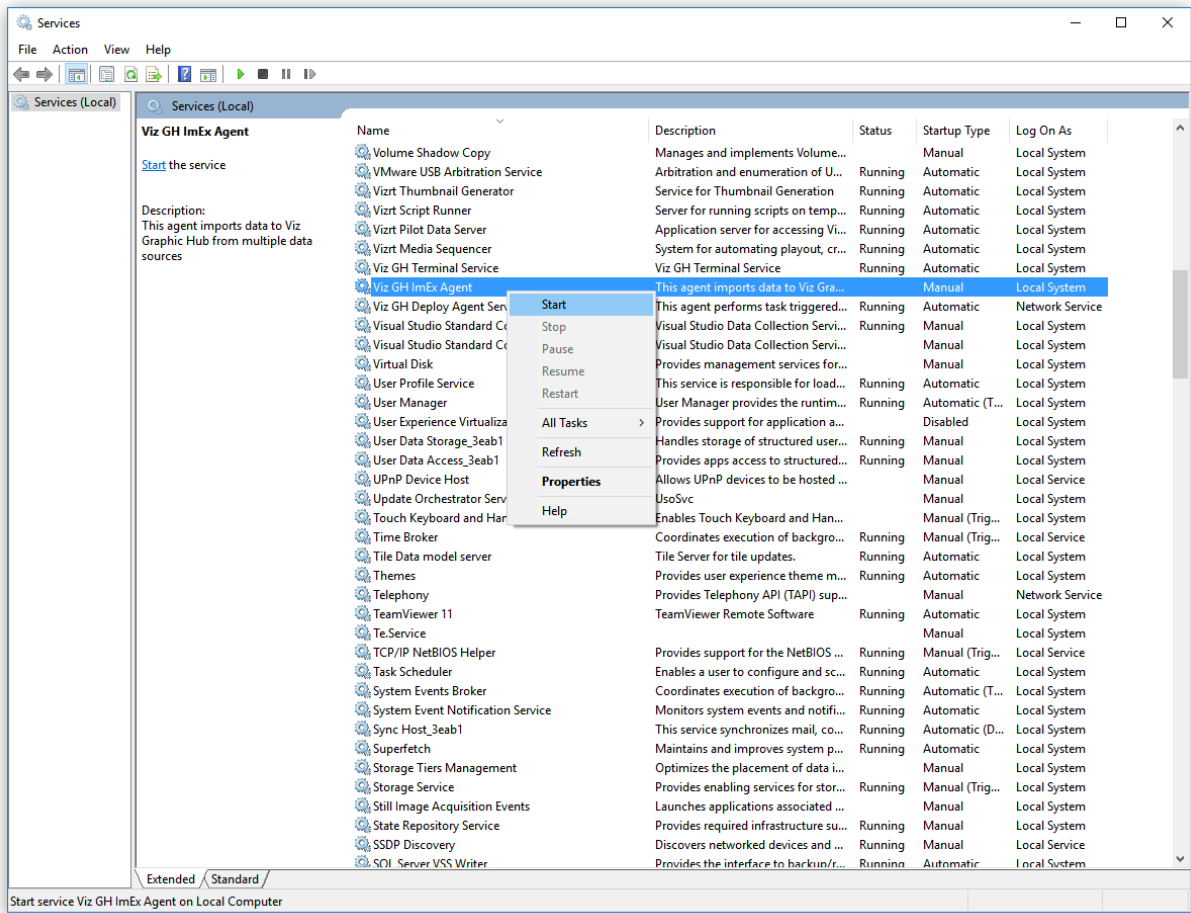 Services
File Action View Help
Services (Local)
Services (Local)
Viz GH ImEx Agent
Start the service
Description:
This agent imports data to Viz
Graphic Hub from multiple data
sources
Name Description Status Startup Type Log On As
Volume Shadow Copy Manages and implements Volume... Manual Local System
VMware USB Arbitration Service Arbitration and enumeration of U... Running Automatic Local System
Vizrt Thumbnail Generator Service for Thumbnail Generation Running Automatic Local System
Vizrt Script Runner Server for running scripts on temp... Running Automatic Local System
Vizrt Pilot Data Server Application server for accessing Vi... Running Automatic Local System
Vizrt Media Sequencer System for automating playout, cr... Running Automatic Local System
Viz GH Terminal Service Viz GH Terminal Service Running Automatic Local System
Viz GH ImEx Agent This agent imports data to Viz Gra... Manual Local System
Viz GH Deploy Agent Serv This agent performs task triggered... Running Automatic Network Service
Visual Studio Standard Co Visual Studio Data Collection Servi... Running Manual Local System
Visual Studio Standard Co Visual Studio Data Collection Servi... Manual Local System
Virtual Disk Provides management services for... Manual Local System
User Profile Service This service is responsible for load... Running Automatic Local System
User Manager User Manager provides the runtim... Running Automatic (T... Local System
User Experience Virtualiza Provides support for application a... Disabled Local System
User Data Storage_3eab1 Handles storage of structured user... Running Manual Local System
User Data Access_3eab1 Provides apps access to structured... Running Manual Local System
UPnP Device Host Allows UPnP devices to be hosted ... Manual Local Service
Update Orchestrator Serv UsoSvc Manual Local System
Touch Keyboard and Han Enables Touch Keyboard and Han... Manual (Trig... Local System
Time Broker Coordinates execution of backgro... Running Manual (Trig... Local Service
Tile Data model server Tile Server for tile updates. Running Automatic Local System
Themes Provides user experience theme m... Running Automatic Local System
Telephony Provides Telephony API (TAPI) sup... Manual Network Service
TeamViewer 11 TeamViewer Remote Software Running Automatic Local System
Te.Service Manual Local System
TCP/IP NetBIOS Helper Provides support for the NetBIOS ... Running Manual (Trig... Local Service
Task Scheduler Enables a user to configure and sc... Running Automatic Local System
System Events Broker Coordinates execution of backgro... Running Automatic (T... Local System
System Event Notification Service Monitors system events and notifi... Running Automatic Local System
Sync Host_3eab1 This service synchronizes mail, co... Running Automatic (D... Local System
Superfetch Maintains and improves system p... Running Automatic Local System
Storage Tiers Management Optimizes the placement of data i... Manual Local System
Storage Service Provides enabling services for stor... Running Manual (Trig... Local System
Still Image Acquisition Events Launches applications associated ... Manual Local System
State Repository Service Provides required infrastructure su... Running Manual Local System
SSDP Discovery Discovers networked devices and ... Running Manual Local Service
SQL Server VSS Writer Provides the interface to backup/r... Running Automatic Local System
Start
Stop
Pause
Resume
Restart
All Tasks
Refresh
Properties
Help
Extended Standard
Start service Viz GH ImEx Agent on Local Computer